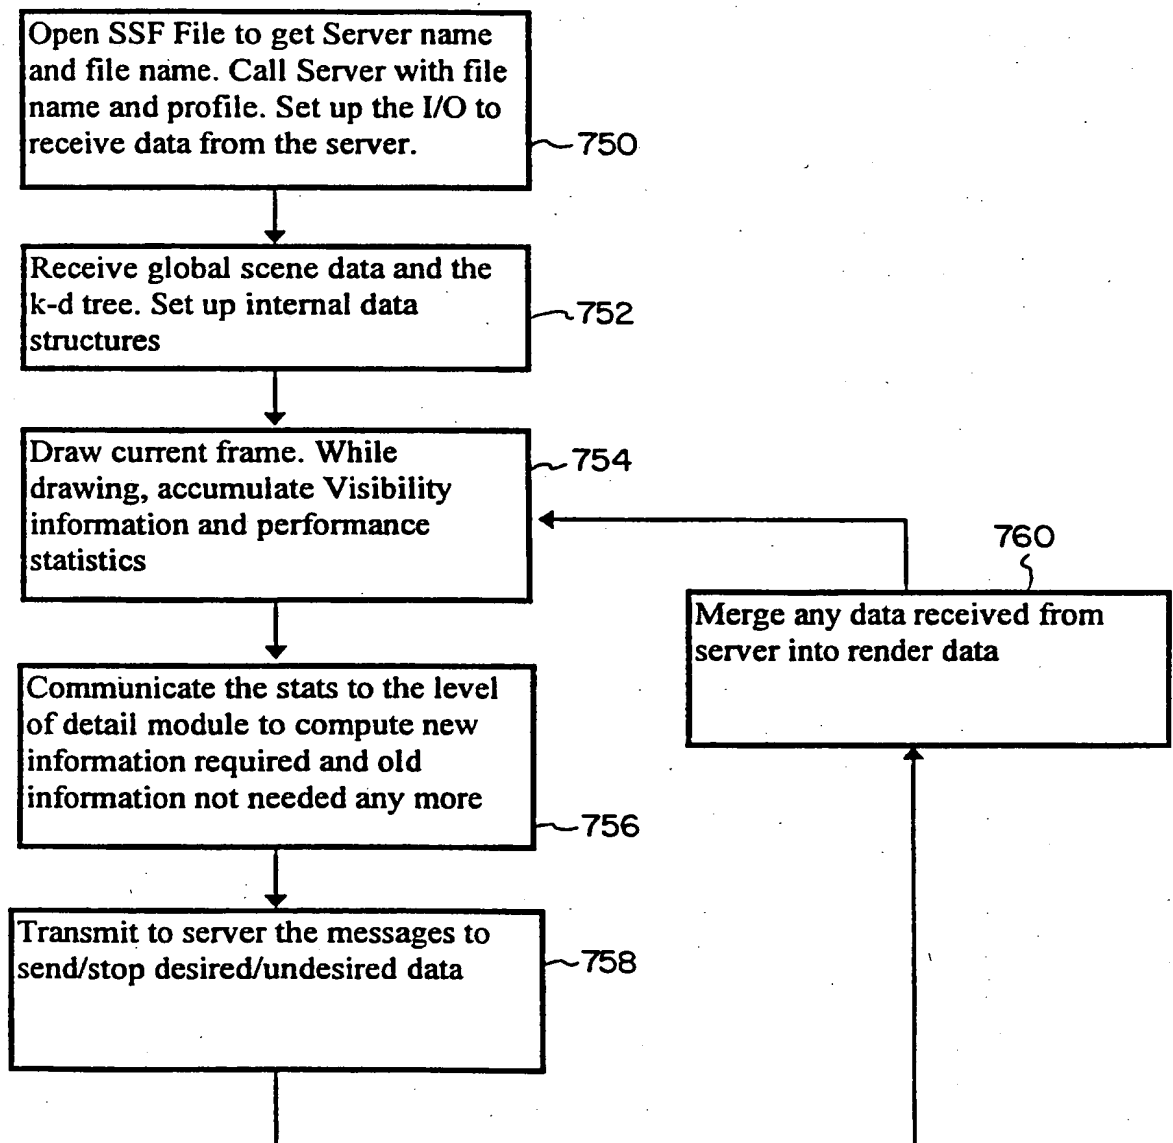 Open SSF File to get Server name
and file name. Call Server with file
name and profile. Set up the I/O to
receive data from the server.
750
Receive global scene data and the
k-d tree. Set up internal data
structures
752
Draw current frame. While
drawing, accumulate Visibility
information and performance
statistics
754
760
Merge any data received from
server into render data
Communicate the stats to the level
of detail module to compute new
information required and old
information not needed any more
756
Transmit to server the messages to
send/stop desired/undesired data
758